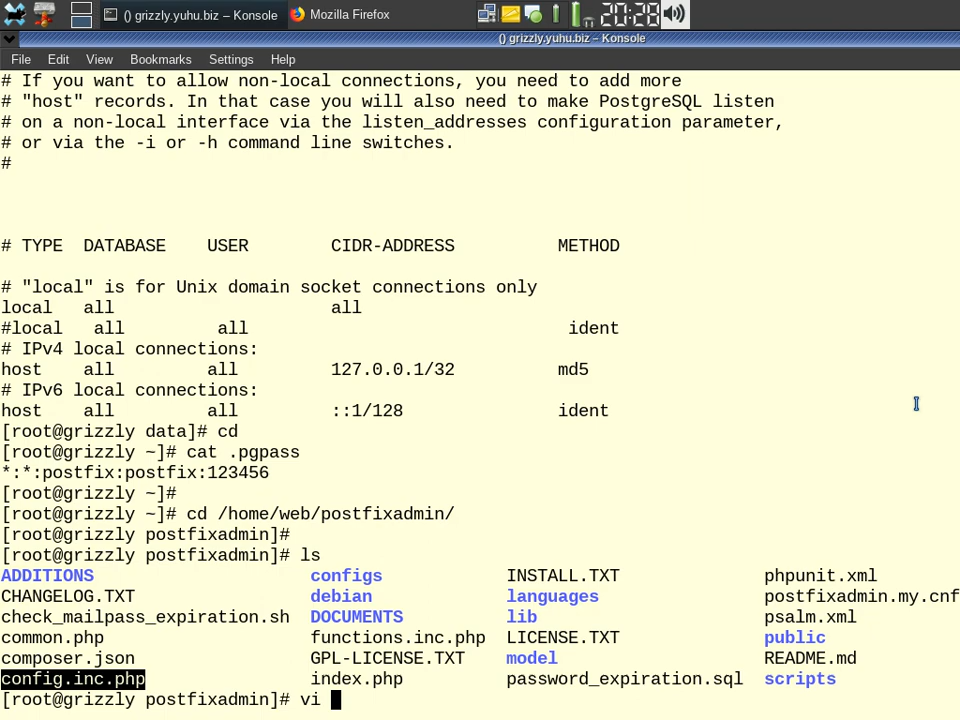 () grizzly.yuhu.biz – Konsole
Mozilla Firefox
20:28
() grizzly.yuhu.biz – Konsole
File Edit View Bookmarks Settings Help
# If you want to allow non-local connections, you need to add more
# "host" records. In that case you will also need to make PostgreSQL listen
# on a non-local interface via the listen_addresses configuration parameter,
# or via the -i or -h command line switches.
#
# TYPE  DATABASE    USER        CIDR-ADDRESS          METHOD
# "local" is for Unix domain socket connections only
local   all                     all
#local   all         all                               ident
# IPv4 local connections:
host    all         all         127.0.0.1/32          md5
# IPv6 local connections:
host    all         all         ::1/128               ident
[root@grizzly data]# cd
[root@grizzly ~]# cat .pgpass
*:*:postfix:postfix:123456
[root@grizzly ~]#
[root@grizzly ~]# cd /home/web/postfixadmin/
[root@grizzly postfixadmin]#
[root@grizzly postfixadmin]# ls
ADDITIONS                     configs            INSTALL.TXT              phpunit.xml
CHANGELOG.TXT                 debian             languages                postfixadmin.my.cnf
check_mailpass_expiration.sh  DOCUMENTS          lib                      psalm.xml
common.php                    functions.inc.php  LICENSE.TXT              public
composer.json                 GPL-LICENSE.TXT    model                    README.md
config.inc.php                index.php          password_expiration.sql  scripts
[root@grizzly postfixadmin]# vi